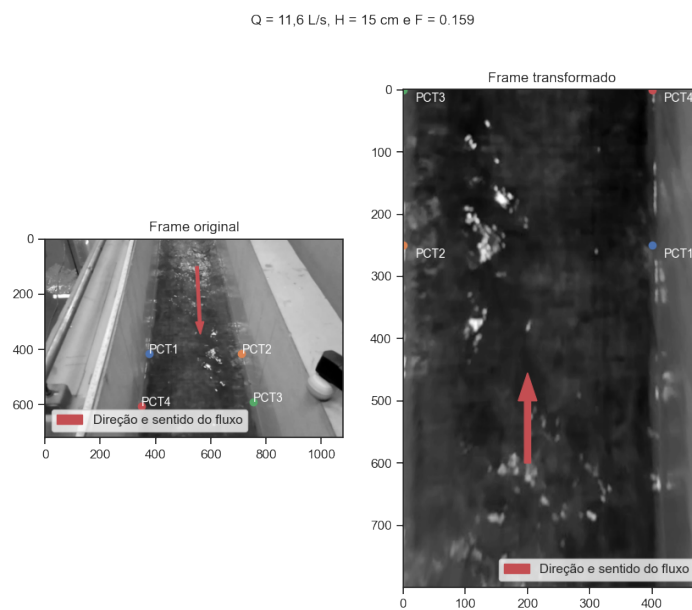 Q = 11,6 L/s, H = 15 cm e F = 0.159
Frame original
0
200
400
600
0 200 400 600 800 1000
PCT1
PCT2
PCT4
PCT3
Direção e sentido do fluxo
Frame transformado
0
100
200
300
400
500
600
700
0 100 200 300 400
PCT3
PCT4
PCT2
PCT1
Direção e sentido do fluxo